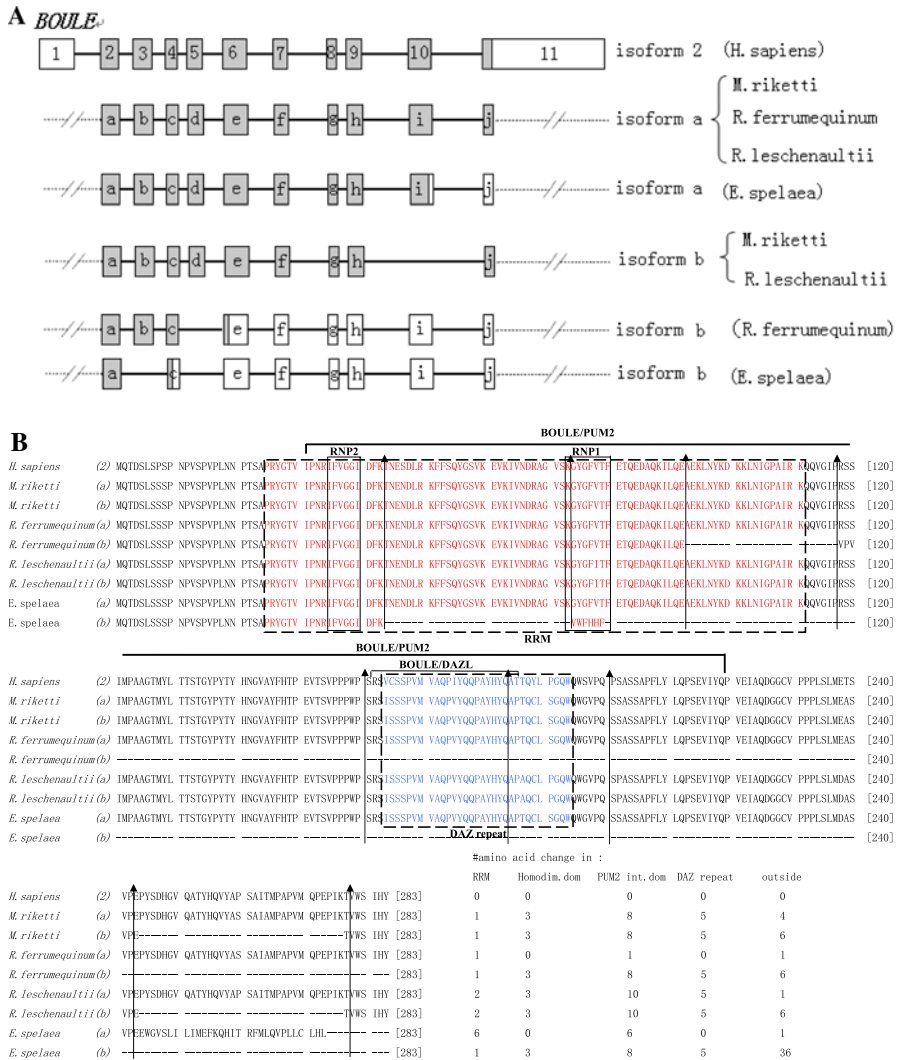 A BOULE
1 2 3 4 5 6 7 8 9 10 11 isoform 2 (H. sapiens)
a b c d e f g h i j isoform a
M. riketti
R. ferrumequinum
R. leschenaultii
a b c d e f g h i j isoform a (E. spelaea)
a b c d e f g h j isoform b
M. riketti
R. leschenaultii
a b c e f g h i j isoform b (R. ferrumequinum)
a c e f g h i j isoform b (E. spelaea)
B
BOULE/PUM2
RNP2 RNP1
H. sapiens (2) MQTDSLSPSP NPVSPVPLNN PTSAPRYGTV IPNRIFVGGI DFKTNESDLR KFFSQYGSVK EVKIVNDRAG VSKGYGFVTF ETQEDAQKILQEAEKLNYKD KKLNIGPAIR KQQVGIPRSS [120]
M. riketti (a) MQTDSLSSSP NPVSPVPLNN PTSAPRYGTV IPNRIFVGGI DFKTNENDLR KFFSQYGSVK EVKIVNDRAG VSKGYGFVTF ETQEDAQKILQEAEKLNYKD KKLNIGPAIR KQQVGIPRSS [120]
M. riketti (b) MQTDSLSSSP NPVSPVPLNN PTSAPRYGTV IPNRIFVGGI DFKTNENDLR KFFSQYGSVK EVKIVNDRAG VSKGYGFVTF ETQEDAQKILQEAEKLNYKD KKLNIGPAIR KQQVGIPRSS [120]
R. ferrumequinum(a) MQTDSLSSSP NPVSPVPLNN PTSAPRYGTV IPNRIFVGGI DFKTNENDLR KFFSQYGSVK EVKIVNDRAG VSKGYGFVTF ETQEDAQKILQEAEKLNYKD KKLNIGPAIR KQQVGIPRSS [120]
R. ferrumequinum(b) MQTDSLSSSP NPVSPVPLNN PTSAPRYGTV IPNRIFVGGI DFKTNENDLR KFFSQYGSVK EVKIVNDRAG VSKGYGFVTF ETQEDAQKILQE------------------VPV [120]
R. leschenaultii(a) MQTDSLSSSP NPVSPVPLNN PTSAPRYGTV IPNRIFVGGI DFKTNENDLR KFFSQYGSVK EVKIVNDRAG VSKGYGFITF ETQEDAQKILQEAEKLNYKD KKLNIGPAIR KQQVGIPRSS [120]
R. leschenaultii(b) MQTDSLSSSP NPVSPVPLNN PTSAPRYGTV IPNRIFVGGI DFKTNENDLR KFFSQYGSVK EVKIVNDRAG VSKGYGFITF ETQEDAQKILQEAEKLNYKD KKLNIGPAIR KQQVGIPRSS [120]
E. spelaea (a) MQTDSLSSSP NPVSPVPLNN PTSAPRYGTV IPNRIFVGGI DFKTNENDLR KFFSQYGSVK EVKIVNDRAG VSKGYGFVTF ETQEDAQKILQEAEKLNYKD KKLNIGPAIR KQQVGIPRSS [120]
E. spelaea (b) MQTDSLSSSP NPVSPVPLNN PTSAPRYGTV IPNRIFVGGI DFK------------------VWFHHF------------------ [120]
RRM
BOULE/PUM2
BOULE/DAZL
H. sapiens (2) IMPAAGTMYL TTSTGYPYTY HNGVAYFHTP EVTSVPPPWP SRSVCSSPVM VAQPIYQQPAYHYQATTQYL PGQWQWGVPQ PSASSAPFLY LQPSEVIYQP VEIAQDGGCV PPPLSLMETS [240]
M. riketti (a) IMPAAGTMYL TTSTGYPYTY HNGVAYFHTP EVTSVPPPWP SRSISSSPVM VAQPVYQQPAYHYQAPTQCL SGQWQWGVPQ SSASSAPFLY LQPSEVIYQP VEIAQDGGCV PPPLSLMDAS [240]
M. riketti (b) IMPAAGTMYL TTSTGYPYTY HNGVAYFHTP EVTSVPPPWP SRSISSSPVM VAQPVYQQPAYHYQAPTQCL SGQWQWGVPQ SSASSAPFLY LQPSEVIYQP VEIAQDGGCV PPPLSLMDAS [240]
R. ferrumequinum(a) IMPAAGTMYL TTSTGYPYTY HNGVAYFHTP EVTSVPPPWP SRSISSSPVM VAQPVYQQPAYHYQAPTQCL SGQWQWGVPQ SSASSAPFLY LQPSEVIYQP VEIAQDGGCV PPPLSLMDAS [240]
R. ferrumequinum(b) ------------------ [240]
R. leschenaultii(a) IMPAAGTMYL TTSTGYPYTY HNGVAYFHTP EVTSVPPPWP SRSISSSPVM VAQPVYQQPAYHYQAPAQCL PGQWQWGVPQ SPASSAPFLY LQPSEVIYQP VEIAQDGGCV PPPLSLMDAS [240]
R. leschenaultii(b) IMPAAGTMYL TTSTGYPYTY HNGVAYFHTP EVTSVPPPWP SRSISSSPVM VAQPVYQQPAYHYQAPAQCL PGQWQWGVPQ SPASSAPFLY LQPSEVIYQP VEIAQDGGCV PPPLSLMDAS [240]
E. spelaea (a) IMPAAGTMYL TTSTGYPYTY HNGVAYFHTP EVTSVPPPWP SRSISSSPVM VAQPVYQQPAYHYQAPTQCL SGQWQWGVPQ SSASSAPFLY LQPSEVIYQP VEIAQDGGCV PPPLSLMDAS [240]
E. spelaea (b) ------------------ [240]
DAZ repeat
#amino acid change in :
RRM Homodim.dom PUM2 int.dom DAZ repeat outside
H. sapiens (2) VPEPYSDHGV QATYHQVYAP SAITMPAPVM QPEPIKTVWS IHY [283] 0 0 0 0 0
M. riketti (a) VPEPYSDHGV QATYHQVYAS SAIAMPAPVM QPEPIKTVWS IHY [283] 1 3 8 5 4
M. riketti (b) VPE------------------TVWS IHY [283] 1 3 8 5 6
R. ferrumequinum(a) VPEPYSDHGV QATYHQVYAS SAIAMPAPVM QPEPIKTVWS IHY [283] 1 0 1 0 1
R. ferrumequinum(b) ------------------ [283] 1 3 8 5 6
R. leschenaultii(a) VPEPYSDHGV QATYHQVYAP SAITMPAPVM QPEPIKTVWS IHY [283] 2 3 10 5 1
R. leschenaultii(b) VPE------------------TVWS IHY [283] 2 3 10 5 6
E. spelaea (a) VPEEWGVSLI LIMEFKQHIT RFMLQVPLLC LHL---------- [283] 6 0 6 0 1
E. spelaea (b) ------------------ [283] 1 3 8 5 36